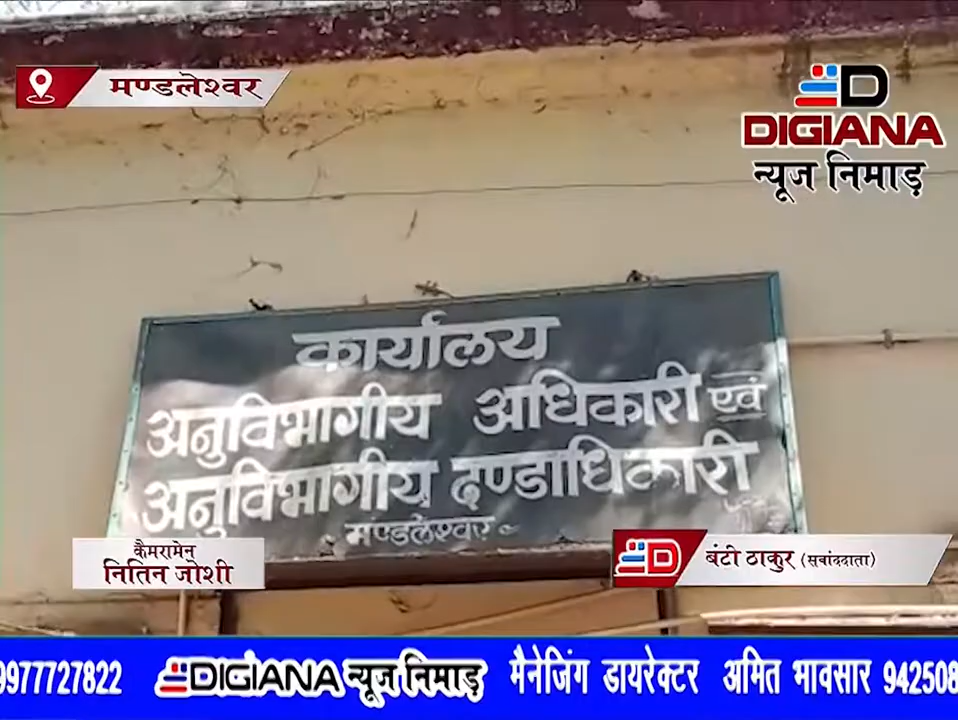 मण्डलेश्वर
DIGIANA
न्यूज निमाड़
कार्यालय
अनुविभागीय अधिकारी एवं
अनुविभागीय दण्डाधिकारी
मण्डलेश्वर
कैमरामेन
नितिन जोशी
बंटी ठाकुर (सवांददाता)
9977727822 DIGIANA न्यूज निमाड़ मैनेजिंग डायरेक्टर अमित भावसार 942508